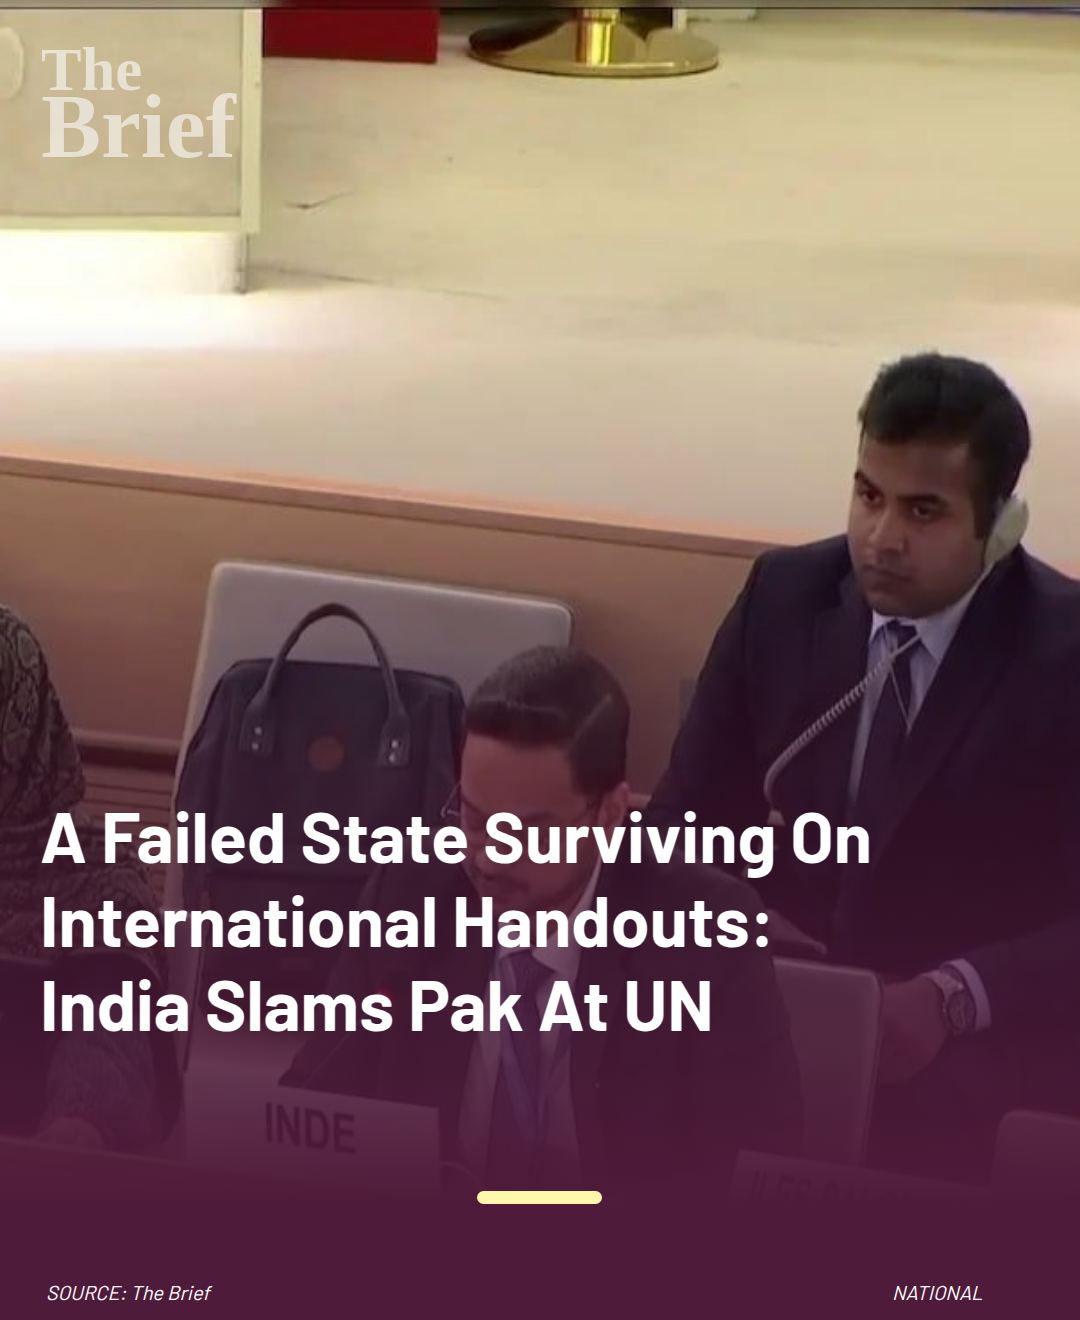 The
Brief
A Failed State Surviving On
International Handouts:
India Slams Pak At UN
INDE
SOURCE: The Brief
NATIONAL